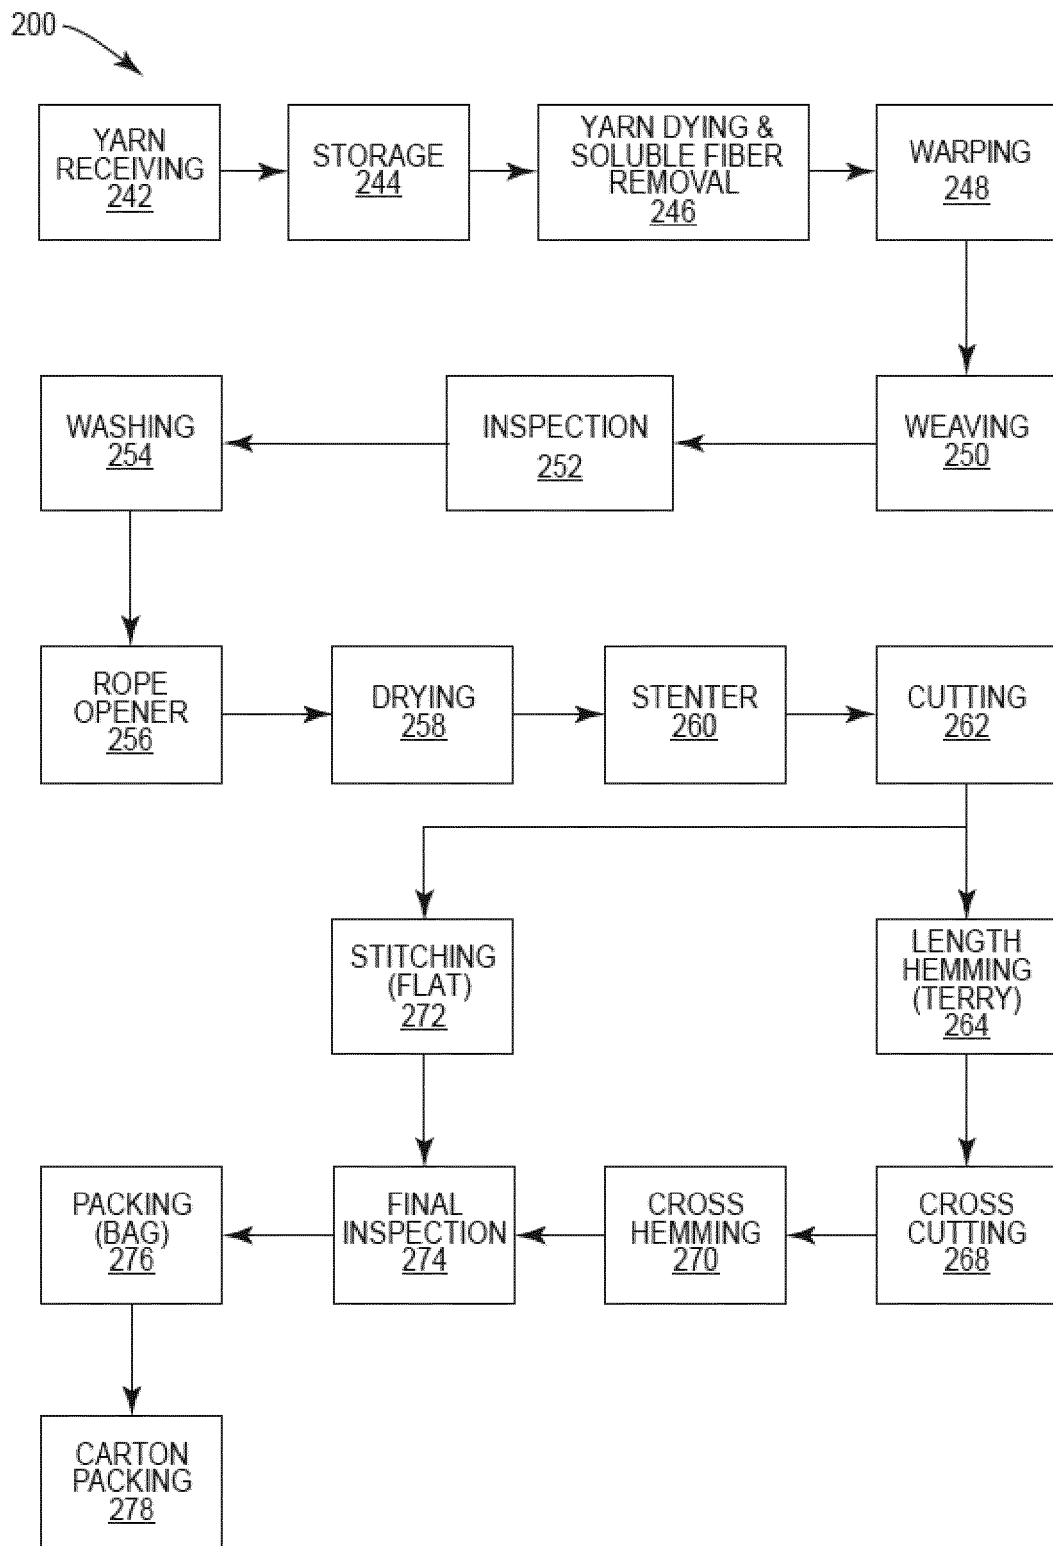 200
YARN
RECEIVING
242
STORAGE
244
YARN DYING &
SOLUBLE FIBER
REMOVAL
246
WARPING
248
WASHING
254
INSPECTION
252
WEAVING
250
ROPE
OPENER
256
DRYING
258
STENTER
260
CUTTING
262
STITCHING
(FLAT)
272
LENGTH
HEMMING
(TERRY)
264
PACKING
(BAG)
276
FINAL
INSPECTION
274
CROSS
HEMMING
270
CROSS
CUTTING
268
CARTON
PACKING
278